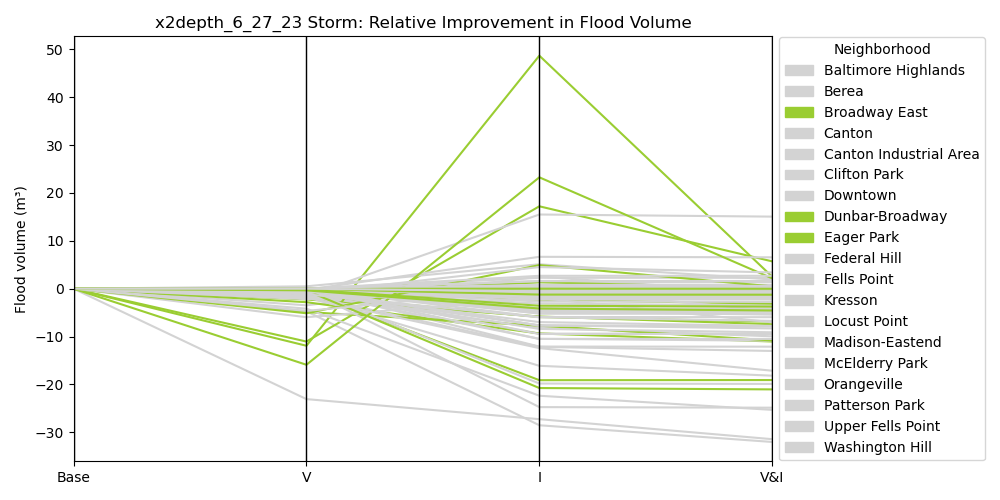 x2depth_6_27_23 Storm: Relative Improvement in Flood Volume
Flood volume (m³)
50
40
30
20
10
0
−10
−20
−30
Base
V
I
V&I
Neighborhood
Baltimore Highlands
Berea
Broadway East
Canton
Canton Industrial Area
Clifton Park
Downtown
Dunbar-Broadway
Eager Park
Federal Hill
Fells Point
Kresson
Locust Point
Madison-Eastend
McElderry Park
Orangeville
Patterson Park
Upper Fells Point
Washington Hill